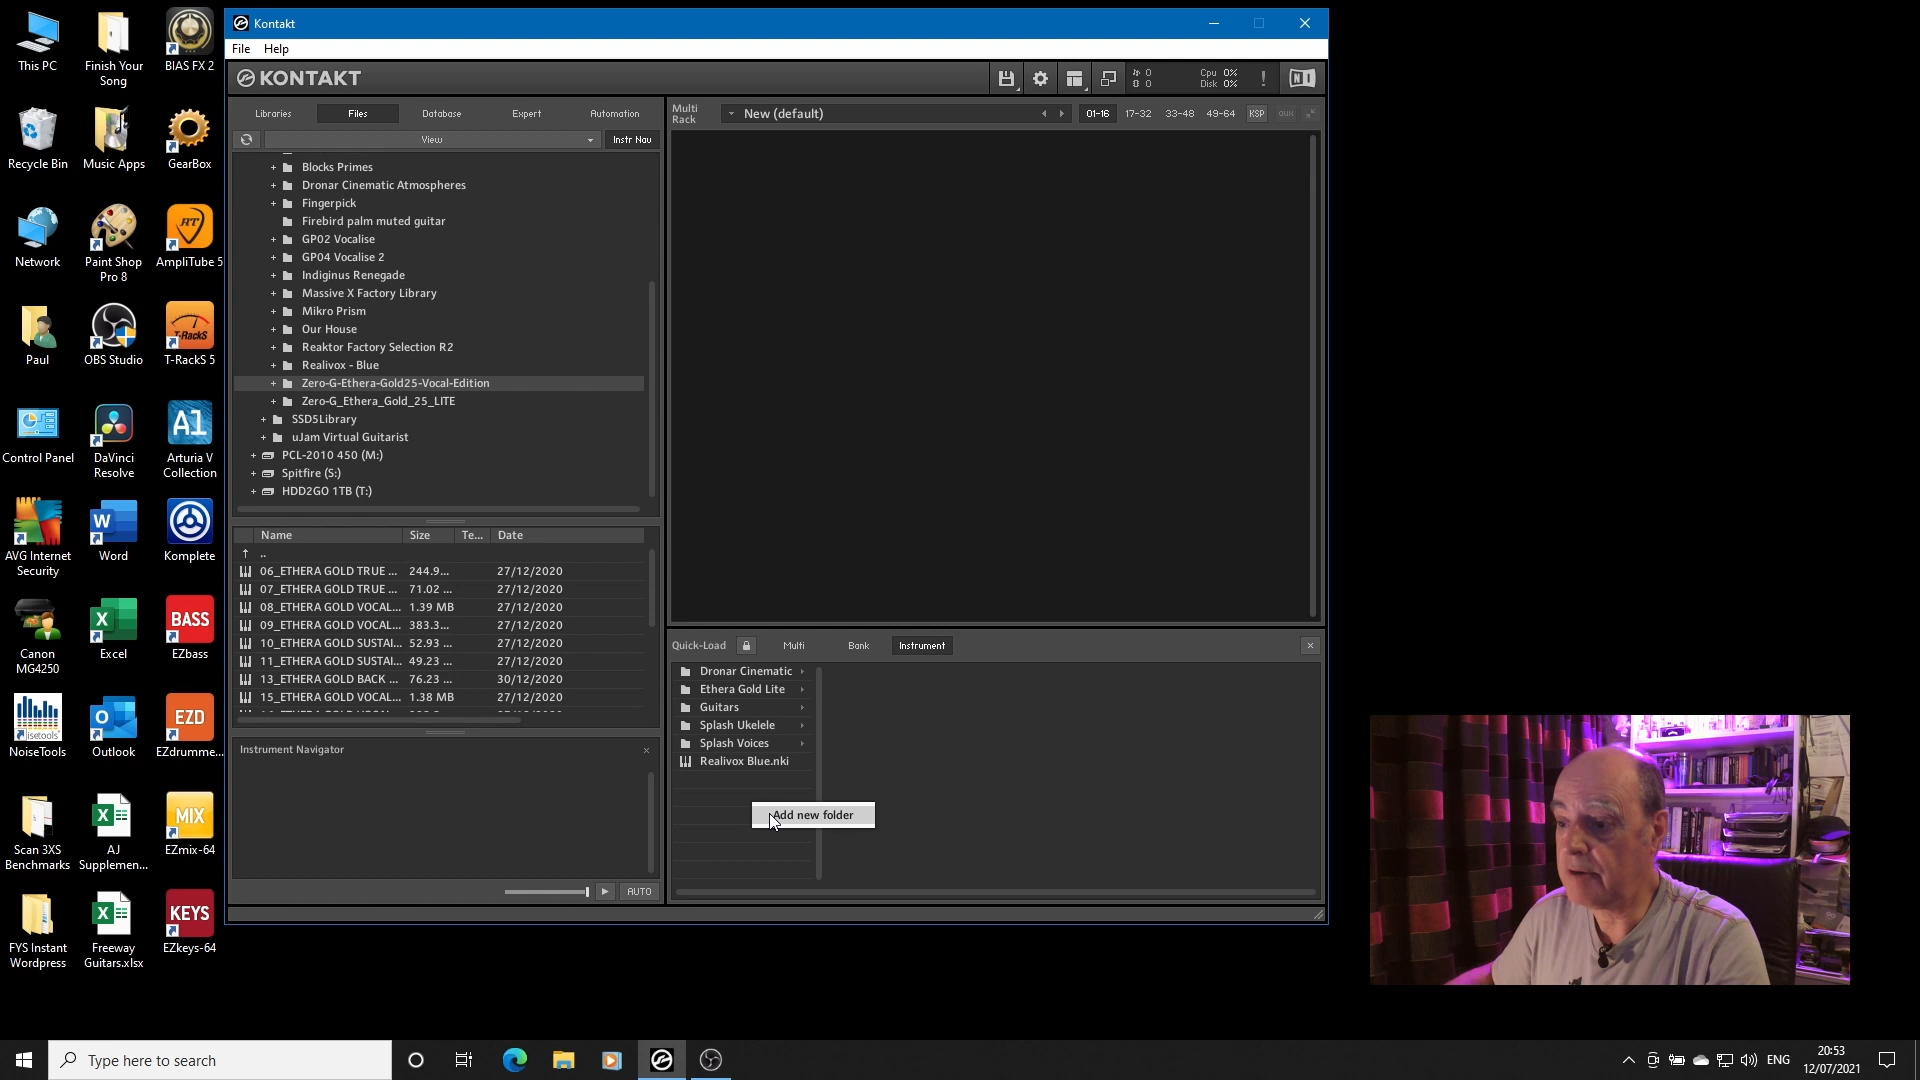 This PC
Finish Your
Song
BIAS FX 2
Recycle Bin
Music Apps
GearBox
Network
Paint Shop
Pro 8
AmpliTube 5
Paul
OBS Studio
T-RackS 5
Control Panel
DaVinci
Resolve
Arturia V
Collection
AVG Internet
Security
Word
Komplete
Canon
MG4250
Excel
EZbass
NoiseTools
Outlook
EZdrumme...
Scan 3XS
Benchmarks
AJ
Supplemen...
EZmix-64
FYS Instant
Wordpress
Freeway
Guitars.xlsx
EZkeys-64
RT
T-RackS
A1
BASS
EZD
MIX
KEYS
Kontakt
File Help
KONTAKT
0
0
Cpu 0%
Disk 0%
!
Libraries Files Database Expert Automation
View
Instr Nav
+ Blocks Primes
+ Dronar Cinematic Atmospheres
+ Fingerpick
Firebird palm muted guitar
+ GP02 Vocalise
+ GP04 Vocalise 2
+ Indiginus Renegade
+ Massive X Factory Library
+ Mikro Prism
+ Our House
+ Reaktor Factory Selection R2
+ Realivox - Blue
+ Zero-G-Ethera-Gold25-Vocal-Edition
+ Zero-G_Ethera_Gold_25_LITE
+ SSD5Library
+ uJam Virtual Guitarist
+ PCL-2010 450 (M:)
+ Spitfire (S:)
+ HDD2GO 1TB (T:)
Name Size Te... Date
..
06_ETHERA GOLD TRUE ... 244.9... 27/12/2020
07_ETHERA GOLD TRUE ... 71.02 ... 27/12/2020
08_ETHERA GOLD VOCAL... 1.39 MB 27/12/2020
09_ETHERA GOLD VOCAL... 383.3... 27/12/2020
10_ETHERA GOLD SUSTAI... 52.93 ... 27/12/2020
11_ETHERA GOLD SUSTAI... 49.23 ... 27/12/2020
13_ETHERA GOLD BACK ... 76.23 ... 30/12/2020
15_ETHERA GOLD VOCAL... 1.38 MB 27/12/2020
Instrument Navigator
AUTO
Multi
Rack
New (default)
01-16 17-32 33-48 49-64 KSP AUX
Quick-Load Multi Bank Instrument
Dronar Cinematic
Ethera Gold Lite
Guitars
Splash Ukelele
Splash Voices
Realivox Blue.nki
Add new folder
Type here to search
ENG
20:53
12/07/2021